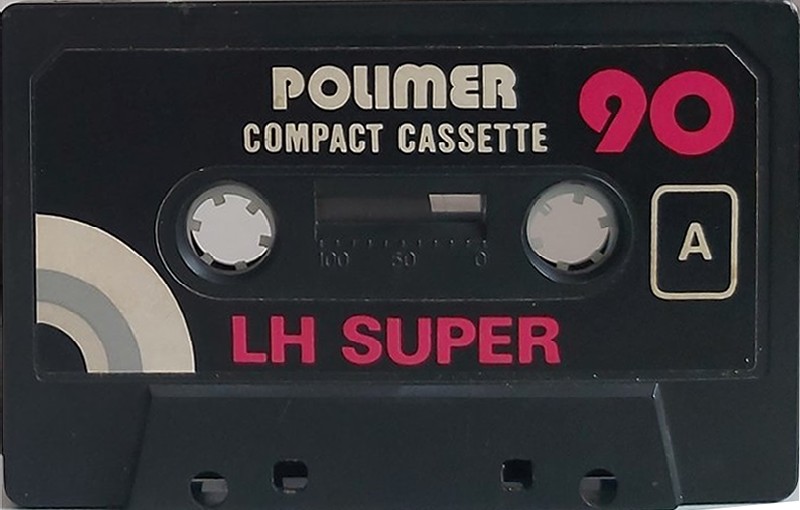 POLIMER
90
COMPACT CASSETTE
100 50 0
A
LH SUPER